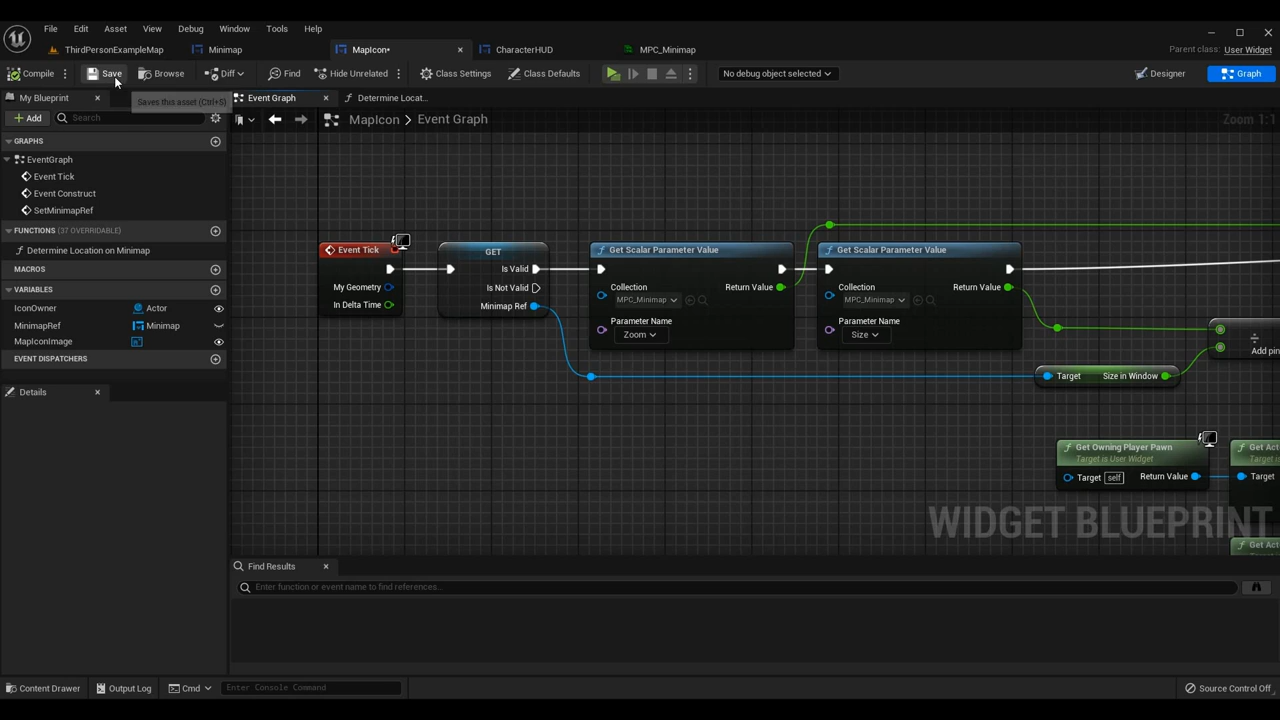 File Edit Asset View Debug Window Tools Help
ThirdPersonExampleMap Minimap MapIcon• CharacterHUD MPC_Minimap Parent class: User Widget
Compile Save Browse Diff Find Hide Unrelated Class Settings Class Defaults No debug object selected Designer Graph
My Blueprint Saves this asset (Ctrl+S) Event Graph Determine Locat...
Add Search MapIcon > Event Graph Zoom 1:1
GRAPHS
EventGraph
Event Tick
Event Construct
SetMinimapRef
FUNCTIONS (37 OVERRIDABLE)
Determine Location on Minimap
MACROS
VARIABLES
IconOwner Actor
MinimapRef Minimap
MapIconImage
EVENT DISPATCHERS
Details
Event Tick
My Geometry
In Delta Time
GET
Is Valid
Is Not Valid
Minimap Ref
Get Scalar Parameter Value
Collection Return Value
MPC_Minimap
Parameter Name
Zoom
Get Scalar Parameter Value
Collection Return Value
MPC_Minimap
Parameter Name
Size
Add pin
Target Size in Window
Get Owning Player Pawn
Target is User Widget
Target self Return Value
Get Ac
Target is
Target
Get Act
WIDGET BLUEPRINT
Find Results
Enter function or event name to find references...
Content Drawer Output Log Cmd Enter Console Command Source Control Off